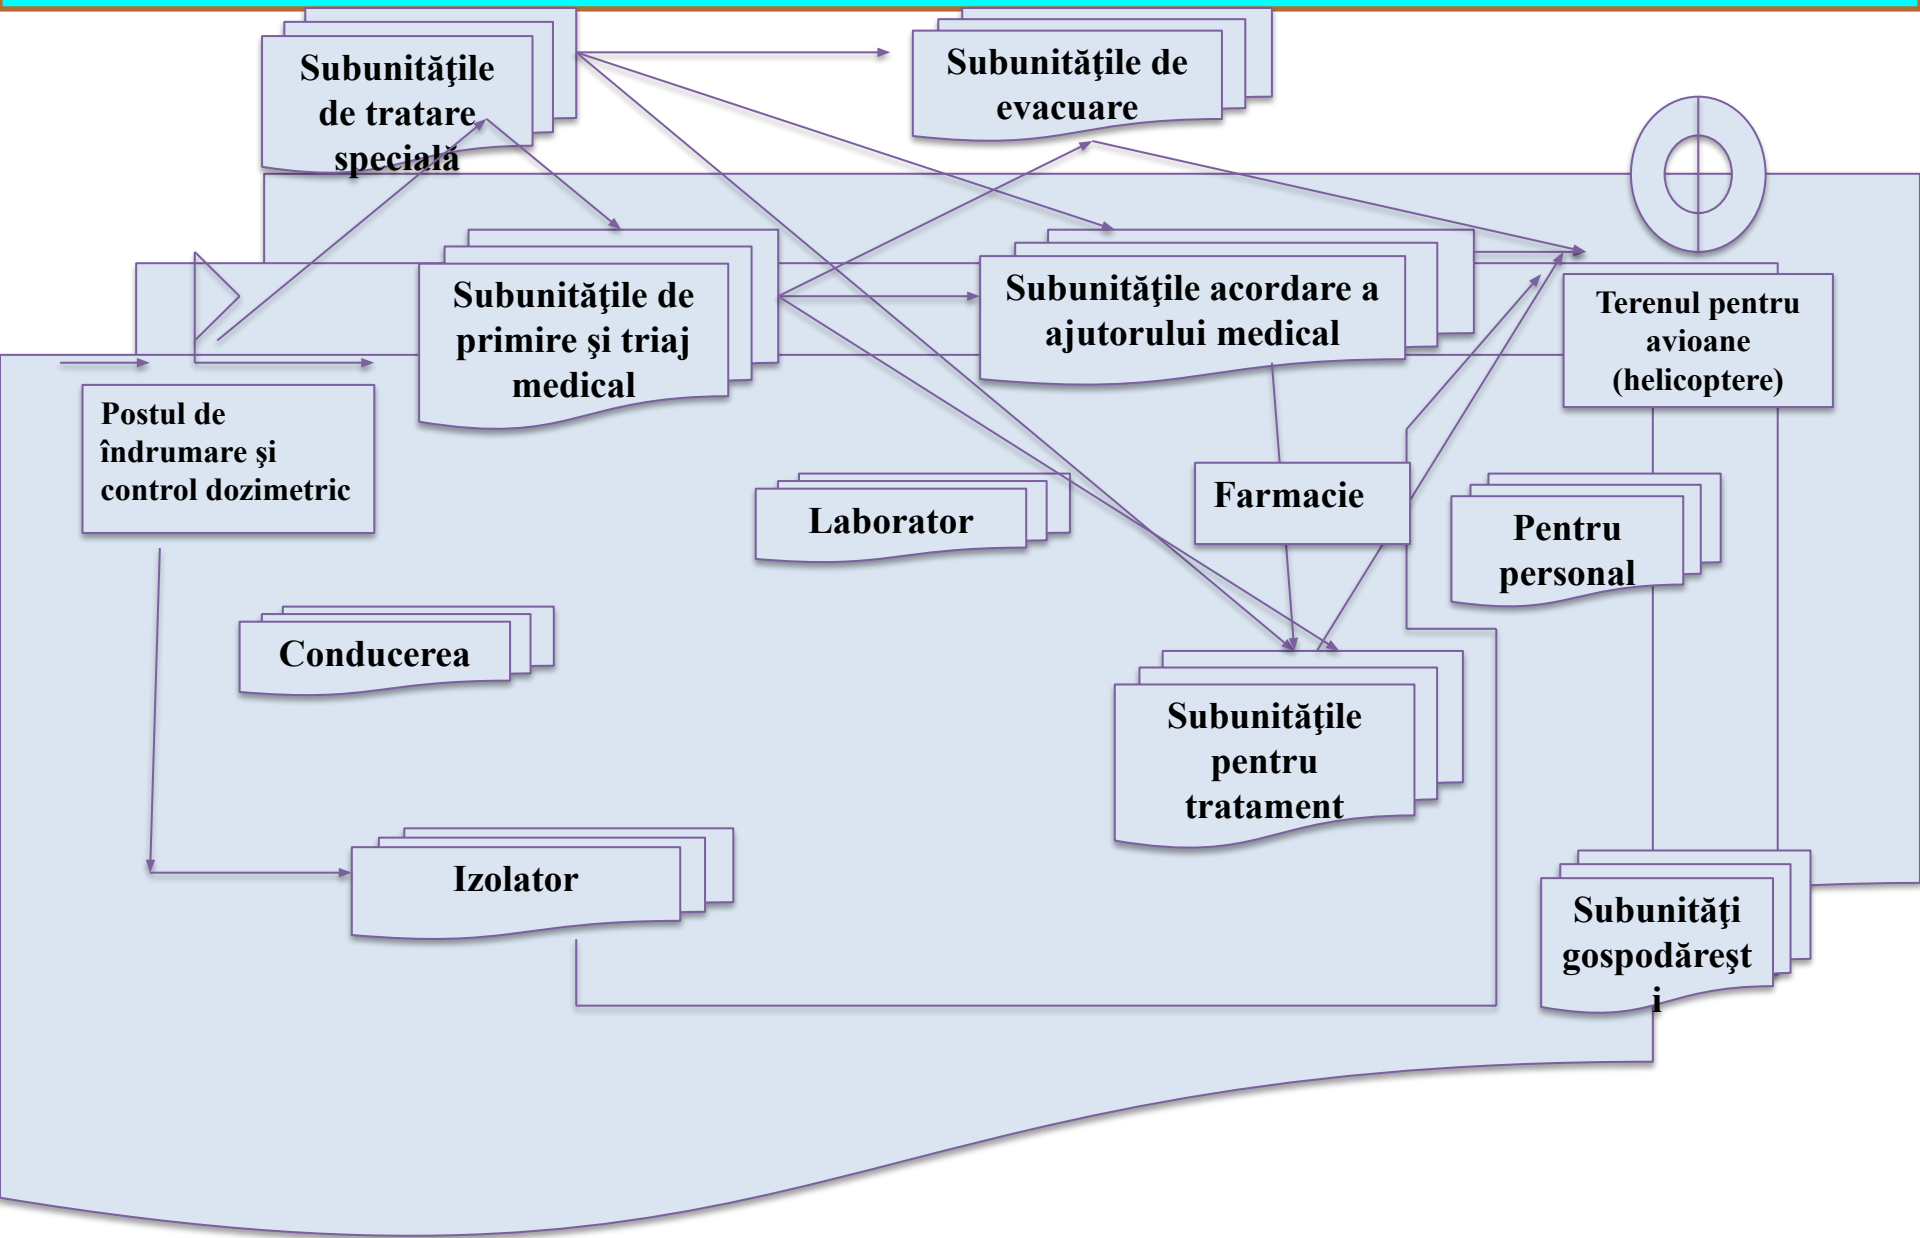 Subunităţile
de tratare
specială
Subunităţile de
evacuare
Subunităţile de
primire şi triaj
medical
Subunităţile acordare a
ajutorului medical
Terenul pentru
avioane
(helicoptere)
Postul de
îndrumare şi
control dozimetric
Laborator
Farmacie
Pentru
personal
Conducerea
Subunităţile
pentru
tratament
Izolator
Subunităţi
gospodăreşt
i